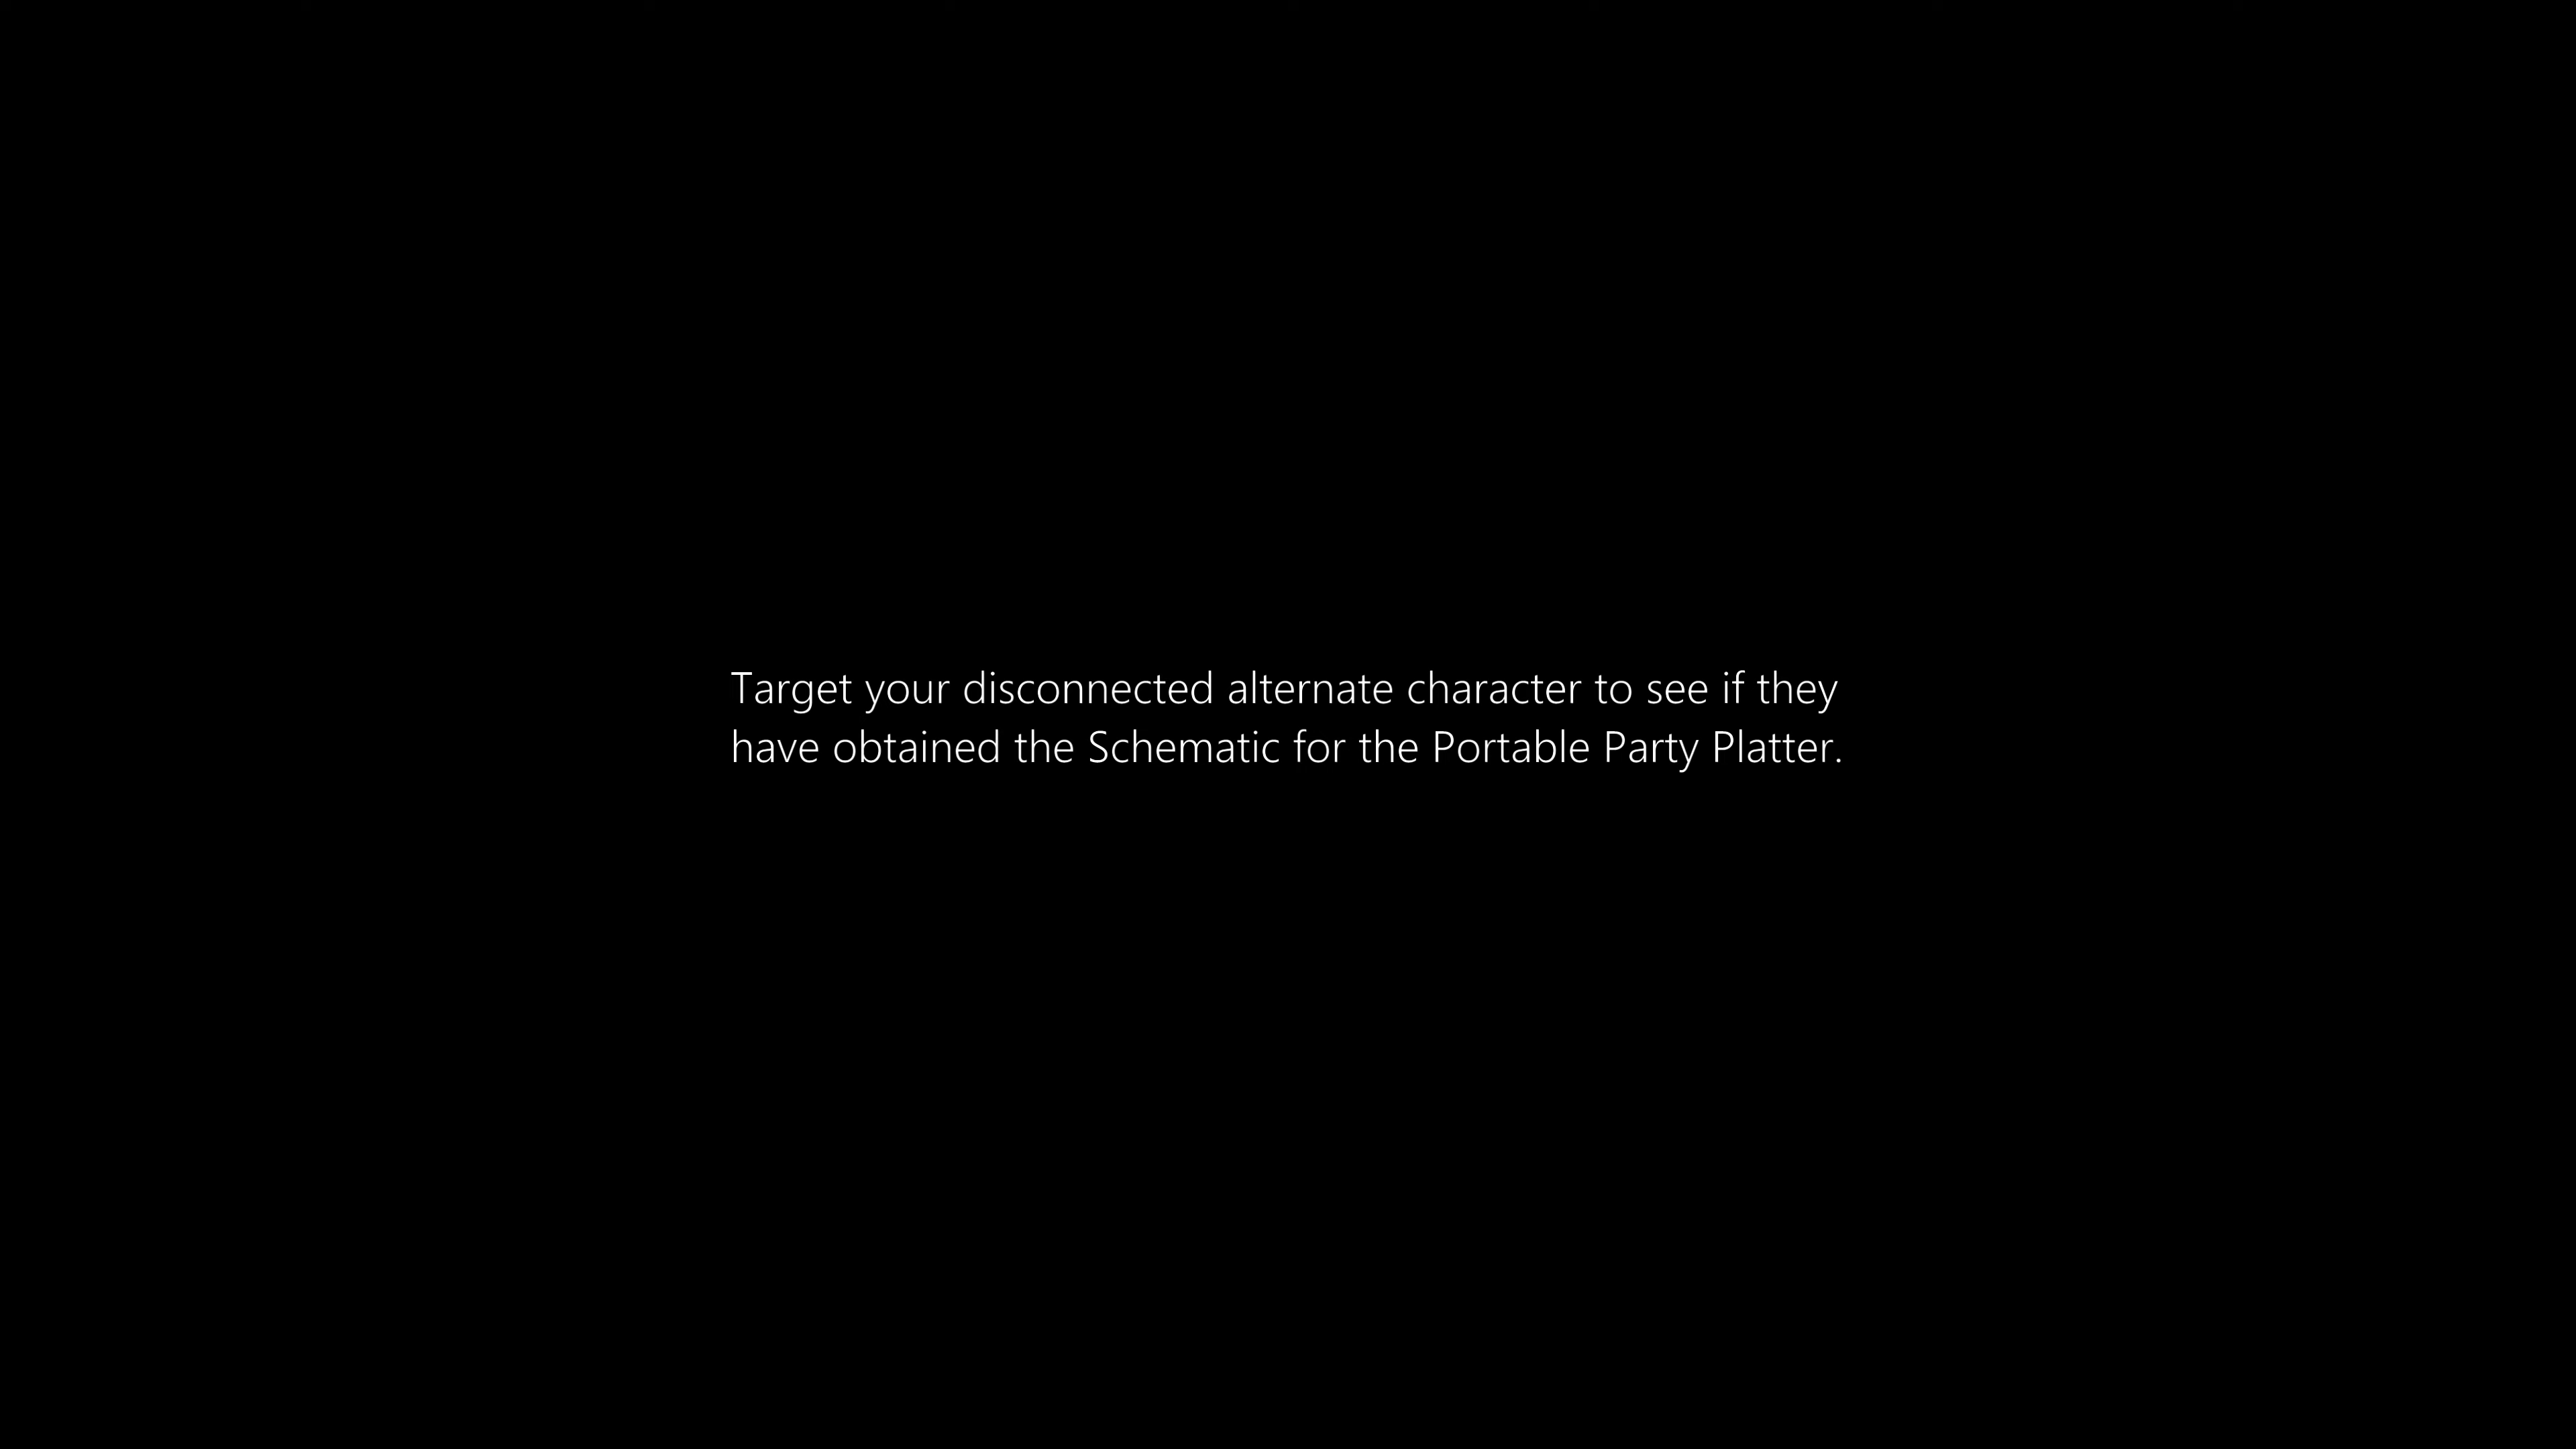 Target your disconnected alternate character to see if they
have obtained the Schematic for the Portable Party Platter.